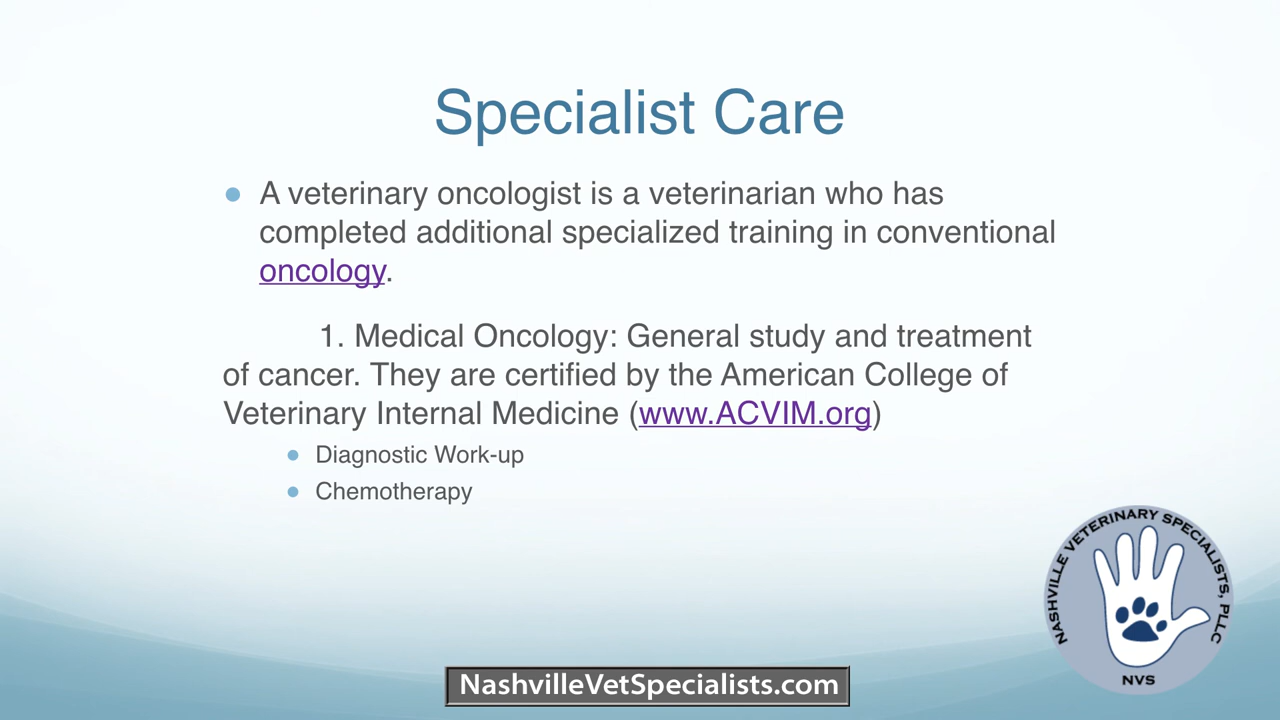 Specialist Care
A veterinary oncologist is a veterinarian who has
completed additional specialized training in conventional
oncology.
1. Medical Oncology: General study and treatment
of cancer. They are certified by the American College of
Veterinary Internal Medicine (www.ACVIM.org)
Diagnostic Work-up
Chemotherapy
NASHVILLE VETERINARY SPECIALISTS, PLLC
NVS
NashvilleVetSpecialists.com